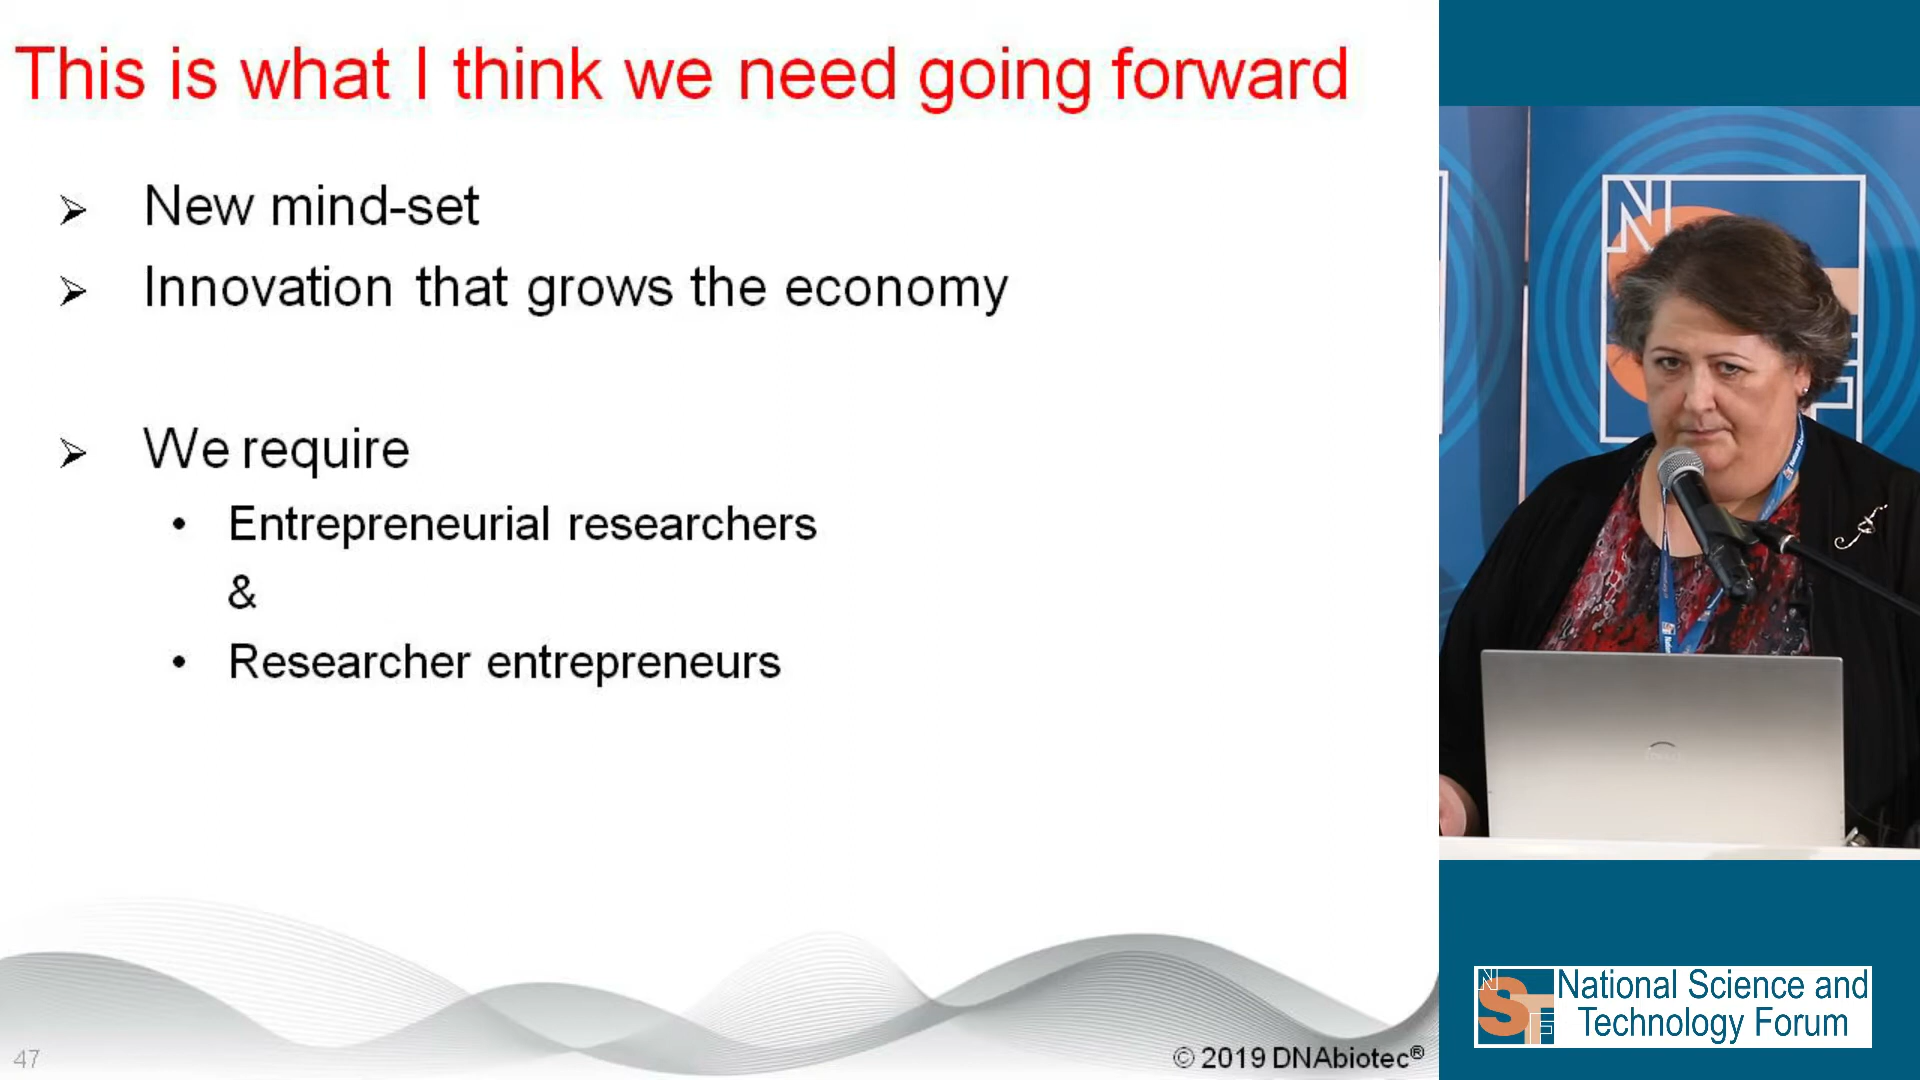 This is what I think we need going forward
New mind-set
Innovation that grows the economy
We require
Entrepreneurial researchers
&
Researcher entrepreneurs
47
© 2019 DNAbiotec®
NSTF
National Science and
Technology Forum